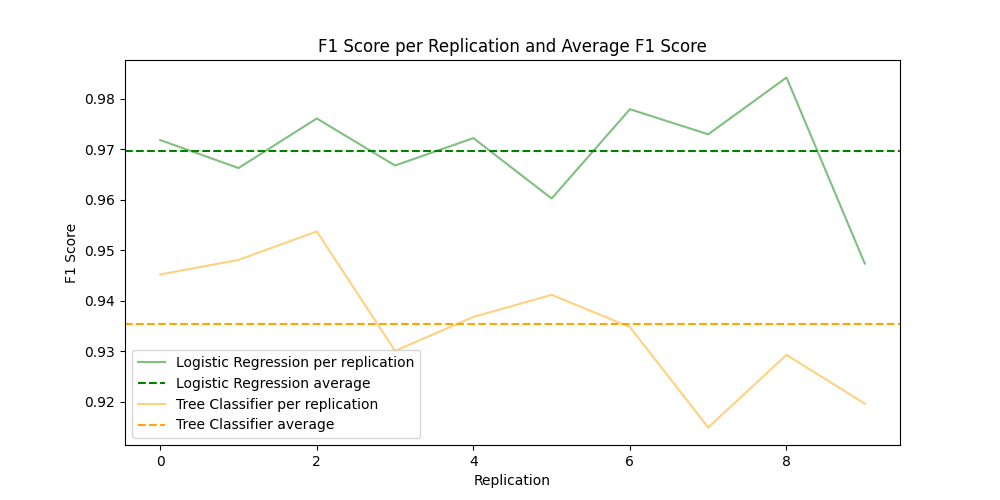 F1 Score per Replication and Average F1 Score
F1 Score
0.98
0.97
0.96
0.95
0.94
0.93
0.92
Logistic Regression per replication
Logistic Regression average
Tree Classifier per replication
Tree Classifier average
0 2 4 6 8
Replication